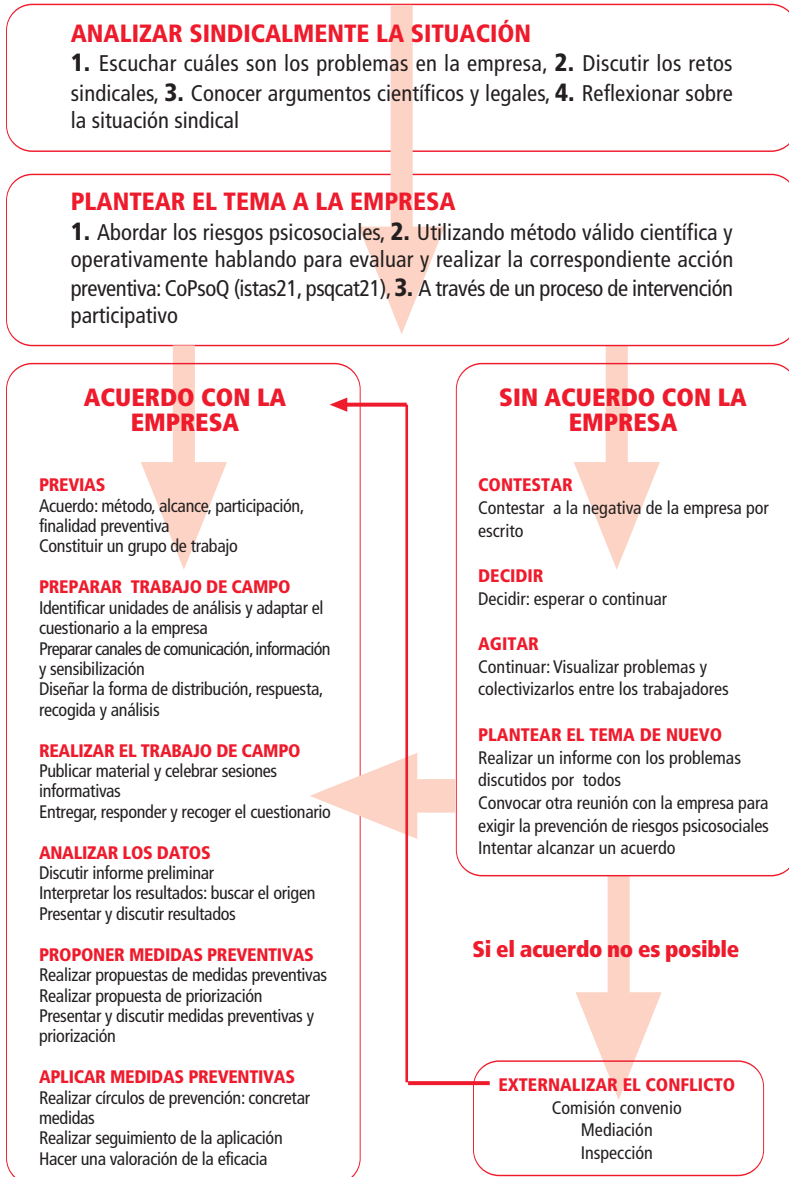 ANALIZAR SINDICALMENTE LA SITUACIÓN
1. Escuchar cuáles son los problemas en la empresa, 2. Discutir los retos
sindicales, 3. Conocer argumentos científicos y legales, 4. Reflexionar sobre
la situación sindical
PLANTEAR EL TEMA A LA EMPRESA
1. Abordar los riesgos psicosociales, 2. Utilizando método válido científica y
operativamente hablando para evaluar y realizar la correspondiente acción
preventiva: CoPsoQ (istas21, psqcat21), 3. A través de un proceso de intervención
participativo
ACUERDO CON LA
EMPRESA
PREVIAS
Acuerdo: método, alcance, participación,
finalidad preventiva
Constituir un grupo de trabajo
PREPARAR TRABAJO DE CAMPO
Identificar unidades de análisis y adaptar el
cuestionario a la empresa
Preparar canales de comunicación, información
y sensibilización
Diseñar la forma de distribución, respuesta,
recogida y análisis
REALIZAR EL TRABAJO DE CAMPO
Publicar material y celebrar sesiones
informativas
Entregar, responder y recoger el cuestionario
ANALIZAR LOS DATOS
Discutir informe preliminar
Interpretar los resultados: buscar el origen
Presentar y discutir resultados
PROPONER MEDIDAS PREVENTIVAS
Realizar propuestas de medidas preventivas
Realizar propuesta de priorización
Presentar y discutir medidas preventivas y
priorización
APLICAR MEDIDAS PREVENTIVAS
Realizar círculos de prevención: concretar
medidas
Realizar seguimiento de la aplicación
Hacer una valoración de la eficacia
SIN ACUERDO CON LA
EMPRESA
CONTESTAR
Contestar a la negativa de la empresa por
escrito
DECIDIR
Decidir: esperar o continuar
AGITAR
Continuar: Visualizar problemas y
colectivizarlos entre los trabajadores
PLANTEAR EL TEMA DE NUEVO
Realizar un informe con los problemas
discutidos por todos
Convocar otra reunión con la empresa para
exigir la prevención de riesgos psicosociales
Intentar alcanzar un acuerdo
Si el acuerdo no es posible
EXTERNALIZAR EL CONFLICTO
Comisión convenio
Mediación
Inspección